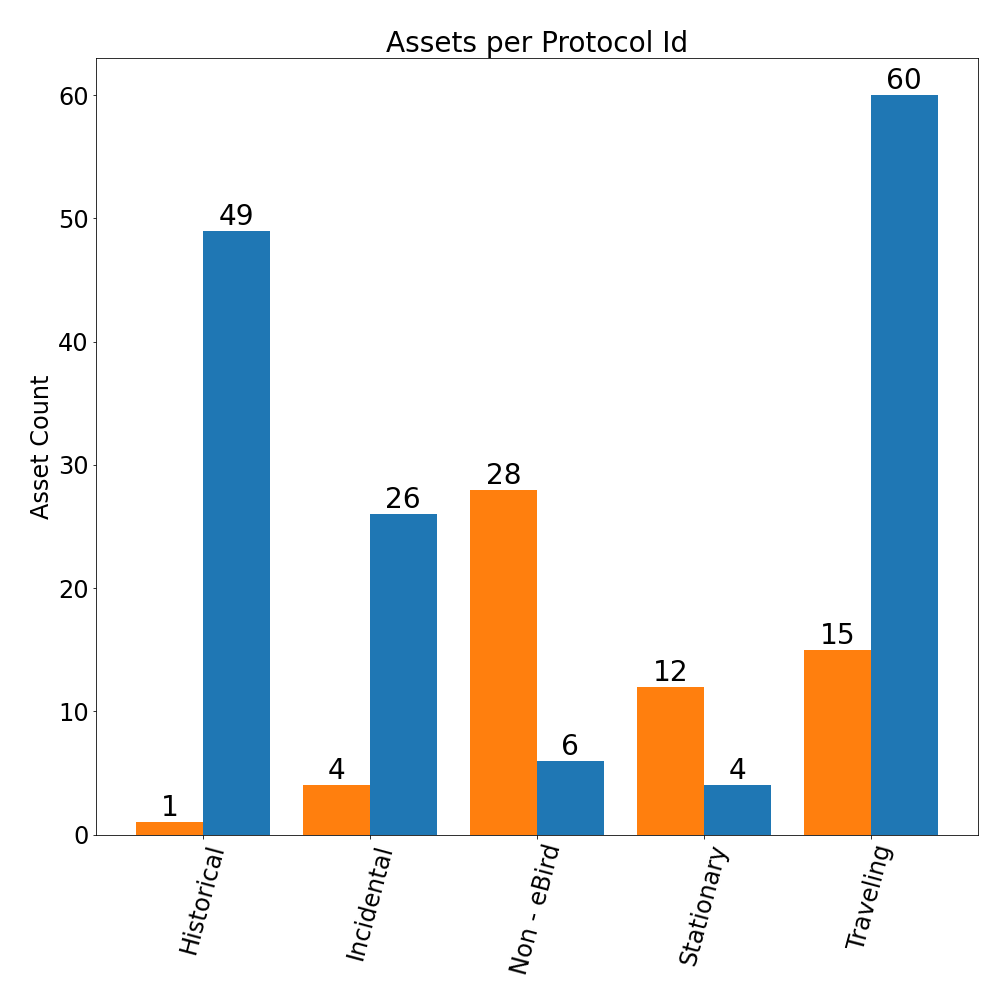 Assets per Protocol Id
60
50
40
30
20
10
0
Asset Count
1
49
4
26
28
6
12
4
15
60
Historical
Incidental
Non - eBird
Stationary
Traveling